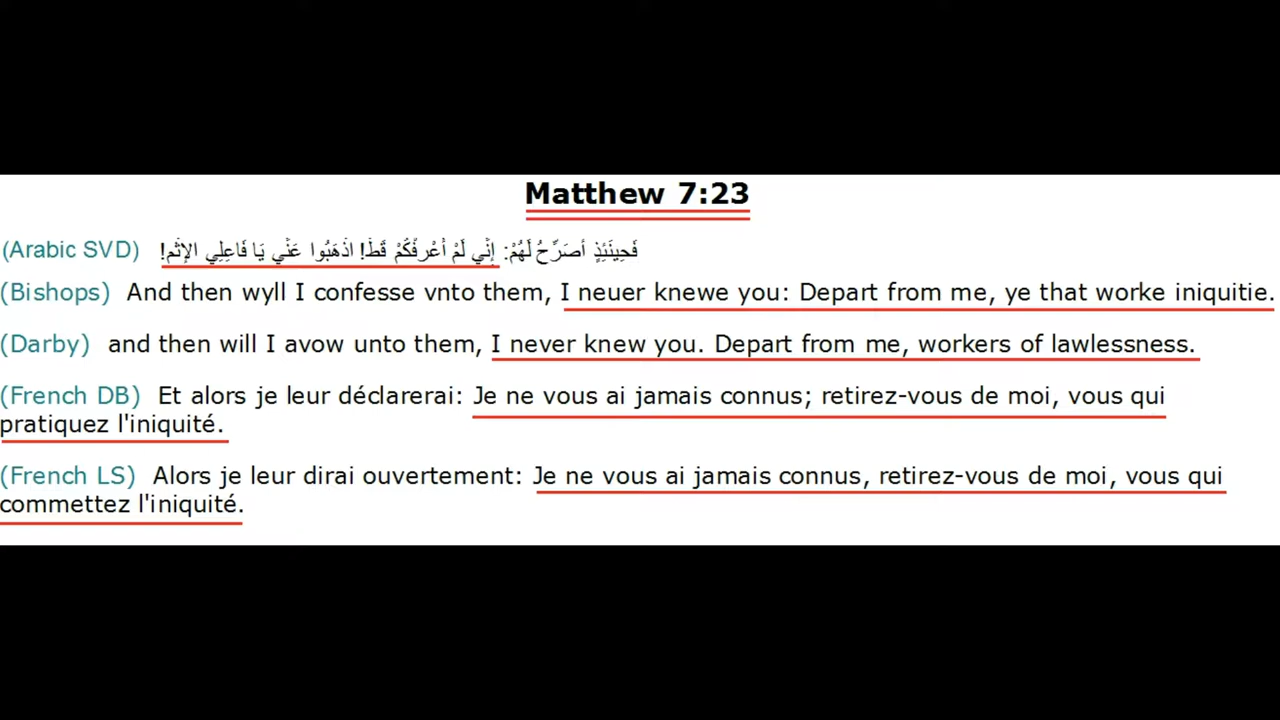 Matthew 7:23
(Arabic SVD) فَحِينَئِذٍ أُصَرِّحُ لَهُمْ: إِنِّي لَمْ أَعْرِفْكُمْ قَطُّ! اذْهَبُوا عَنِّي يَا فَاعِلِي الإِثْمِ!
(Bishops) And then wyll I confesse vnto them, I neuer knewe you: Depart from me, ye that worke iniquitie.
(Darby) and then will I avow unto them, I never knew you. Depart from me, workers of lawlessness.
(French DB) Et alors je leur déclarerai: Je ne vous ai jamais connus; retirez-vous de moi, vous qui
pratiquez l'iniquité.
(French LS) Alors je leur dirai ouvertement: Je ne vous ai jamais connus, retirez-vous de moi, vous qui
commettez l'iniquité.